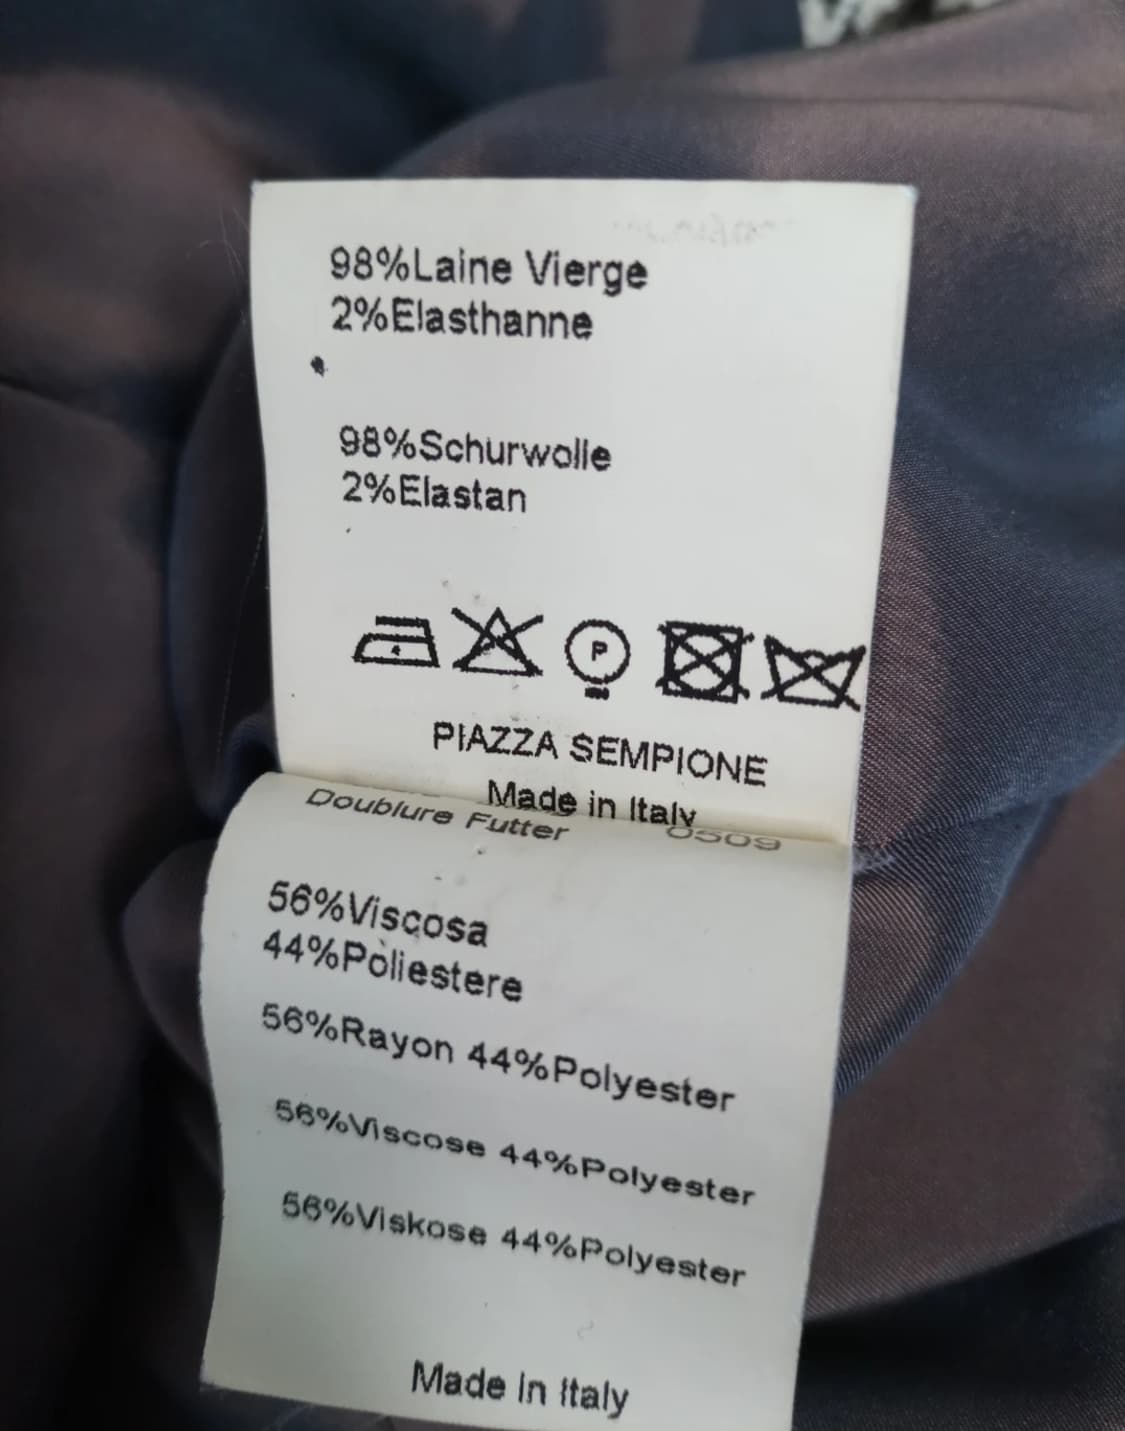 98%Laine Vierge
2%Elasthanne
98%Schurwolle
2%Elastan
P
PIAZZA SEMPIONE
Made in Italy
Doublure Futter 0509
56%Viscosa
44%Poliestere
56%Rayon 44%Polyester
56%Viscose 44%Polyester
56%Viskose 44%Polyester
Made in Italy